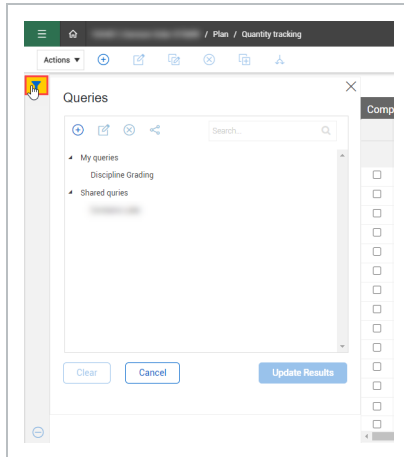 / Plan / Quantity tracking
Actions
Queries
Comp
Search...
My queries
Discipline Grading
Shared quries
Clear
Cancel
Update Results